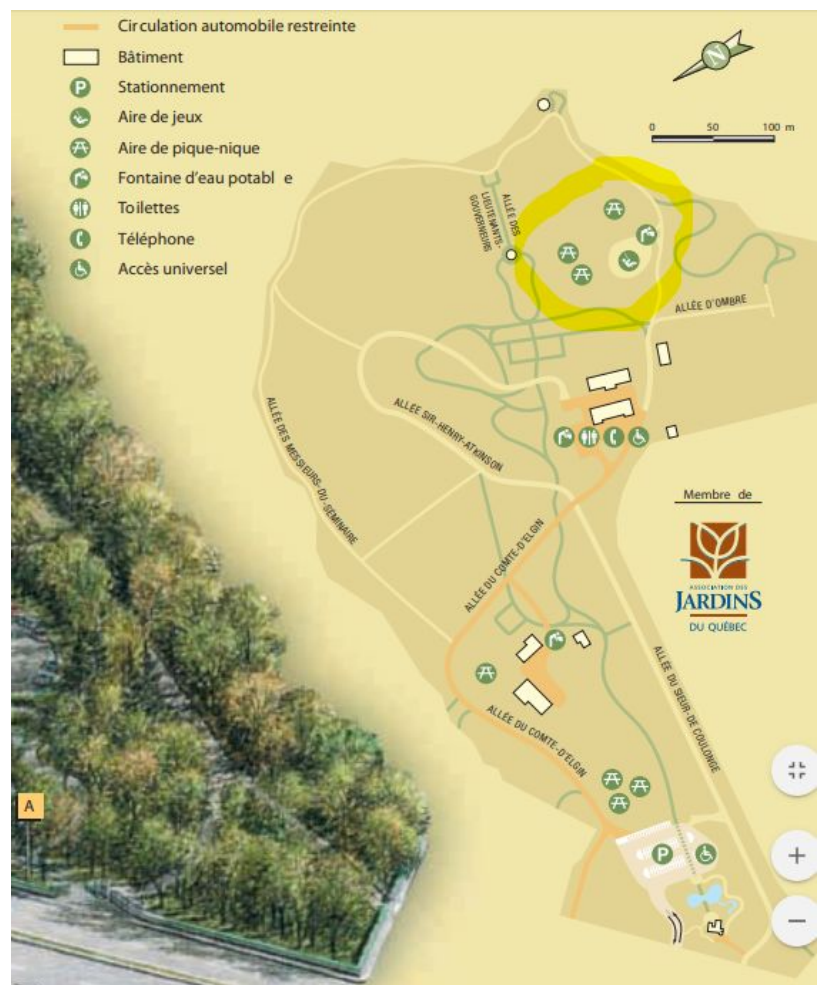 Circulation automobile restreinte
Bâtiment
P Stationnement
Aire de jeux
Aire de pique-nique
Fontaine d'eau potabl e
Toilettes
Téléphone
Accès universel
N
0 50 100 m
ALLÉE DES
LIEUTENANTS-
GOUVERNEURS
ALLÉE D'OMBRE
ALLÉE SIR-HENRY-ATKINSON
ALLÉE DES MESSIEURS-DU-SEMINAIRE
Membre de
ASSOCIATION DES
JARDINS
DU QUÉBEC
ALLÉE DU COMTE-D'ELGIN
ALLÉE DU SIEUR-DE COULONGE
ALLÉE DU COMTE-D'ELGIN
A
P